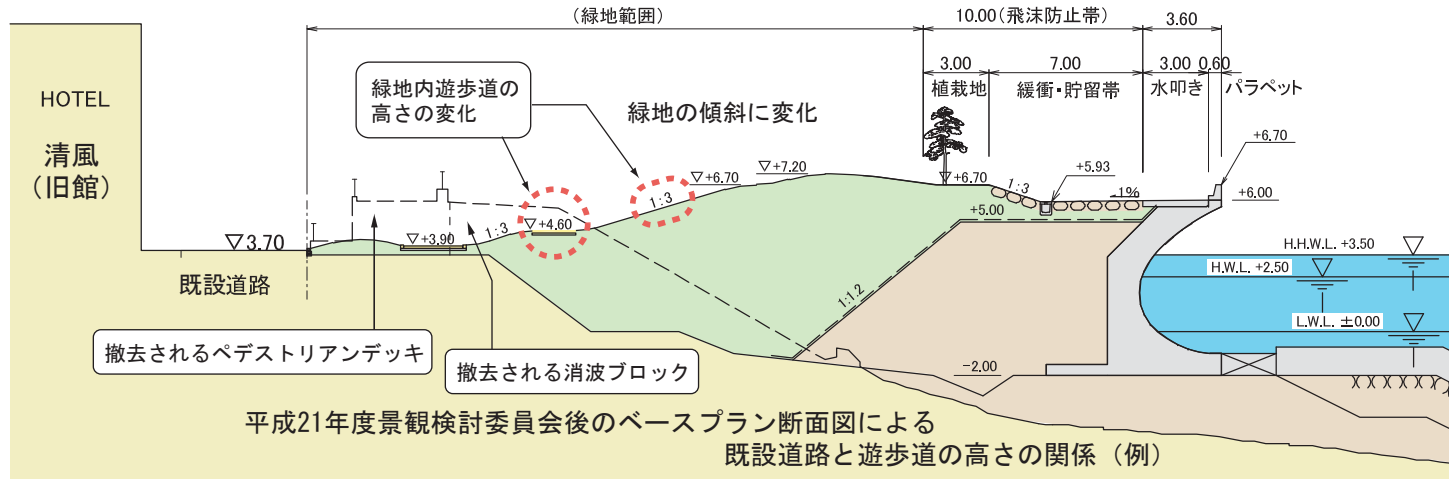 (緑地範囲)
10.00(飛沫防止帯)
3.60
3.00
7.00
3.00
0.60
植栽地
緩衝・貯留帯
水叩き
パラペット
HOTEL
清風
(旧館)
緑地内遊歩道の
高さの変化
緑地の傾斜に変化
▽+7.20
▽+6.70
▽+6.70
1:3
+5.93
-1%
+6.70
+6.00
1:3
+5.00
▽3.70
▽+3.90
1:3
▽+4.60
既設道路
1:1.2
H.H.W.L. +3.50
H.W.L. +2.50
L.W.L. ±0.00
撤去されるペデストリアンデッキ
撤去される消波ブロック
-2.00
平成21年度景観検討委員会後のベースプラン断面図による
既設道路と遊歩道の高さの関係(例)